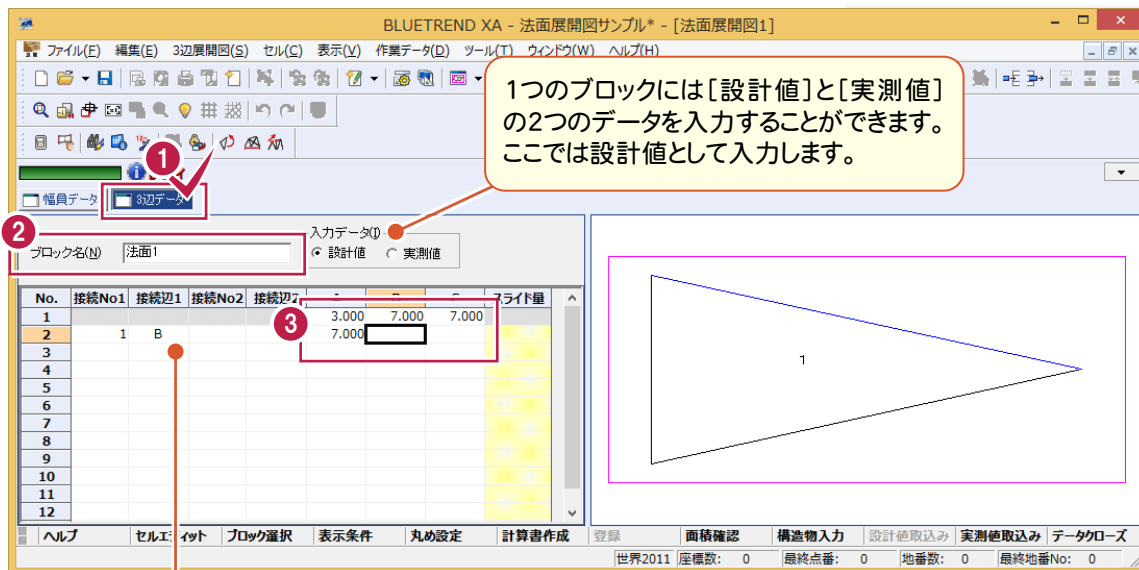 BLUETREND XA - 法面展開図サンプル* - [法面展開図1]
ファイル(F) 編集(E) 3辺展開図(S) セル(C) 表示(V) 作業データ(D) ツール(T) ウィンドウ(W) ヘルプ(H)
1つのブロックには[設計値]と[実測値]
の2つのデータを入力することができます。
ここでは設計値として入力します。
1
幅員データ 3辺データ
2
ブロック名(N) 法面1
入力データ(I)
設計値 実測値
No. 接続No1 接続辺1 接続No2 接続辺2 スライド量
1 3.000 7.000 7.000
2 1 B 7.000
3
3
4
5
6
7
8
9
10
11
12
1
ヘルプ セルエディット ブロック選択 表示条件 丸め設定 計算書作成 登録 面積確認 構造物入力 設計値取込み 実測値取込み データクローズ
世界2011 座標数: 0 最終点番: 0 地番数: 0 最終地番No: 0